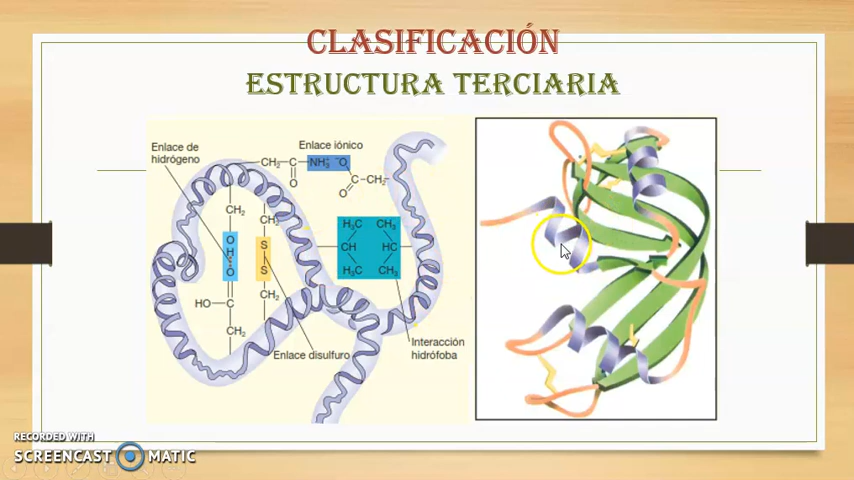 CLASIFICACIÓN
ESTRUCTURA TERCIARIA
Enlace de
hidrógeno
Enlace iónico
CH₂ C NH₃⁺ ⁻O
O
C CH₂
O
CH₂
CH₂
O
H
O
S
S
H₃C CH₃
CH HC
H₃C CH₃
HO C
CH₂
CH₂
Enlace disulfuro
Interacción
hidrófoba
RECORDED WITH
SCREENCAST MATIC